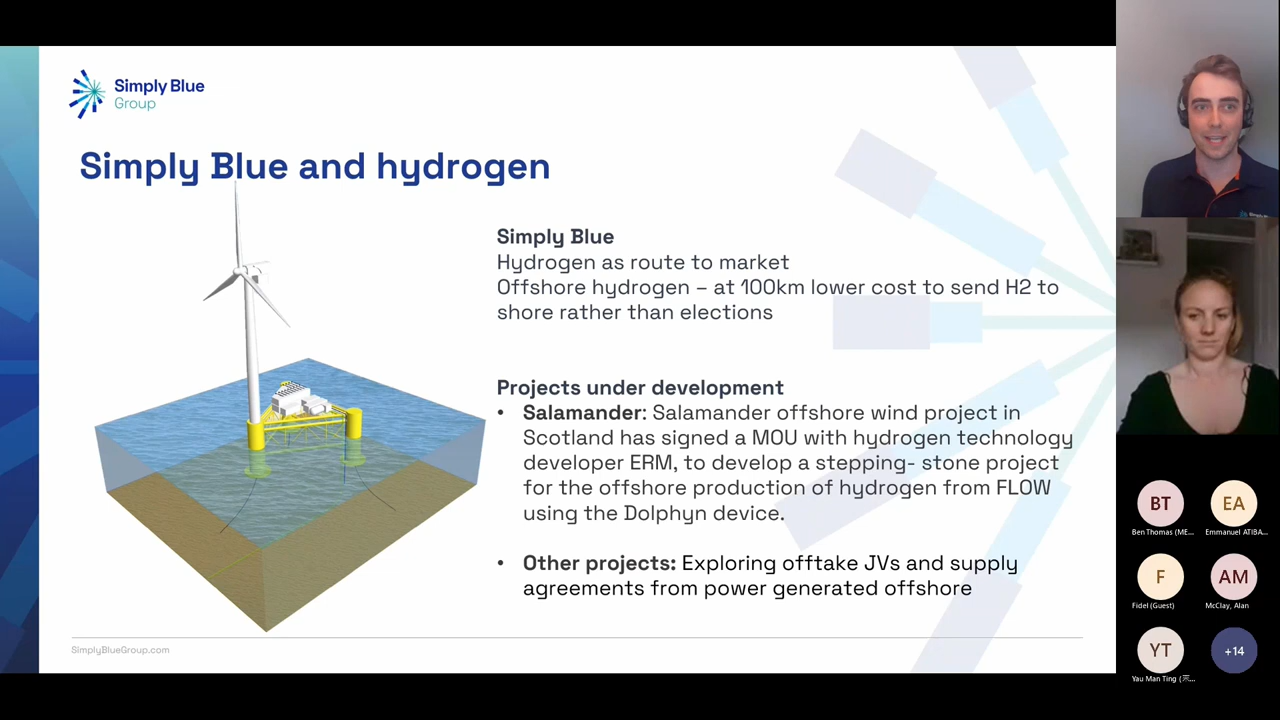 Simply Blue
Group
Simply Blue and hydrogen
Simply Blue
Hydrogen as route to market
Offshore hydrogen – at 100km lower cost to send H2 to
shore rather than elections
Projects under development
• Salamander: Salamander offshore wind project in
Scotland has signed a MOU with hydrogen technology
developer ERM, to develop a stepping- stone project
for the offshore production of hydrogen from FLOW
using the Dolphyn device.
• Other projects: Exploring offtake JVs and supply
agreements from power generated offshore
SimplyBlueGroup.com
BT
EA
Ben Thomas (ME...
Emmanuel ATIBA...
F
AM
Fidel (Guest)
McClay, Alan
YT
+14
Yau Man Ting (...